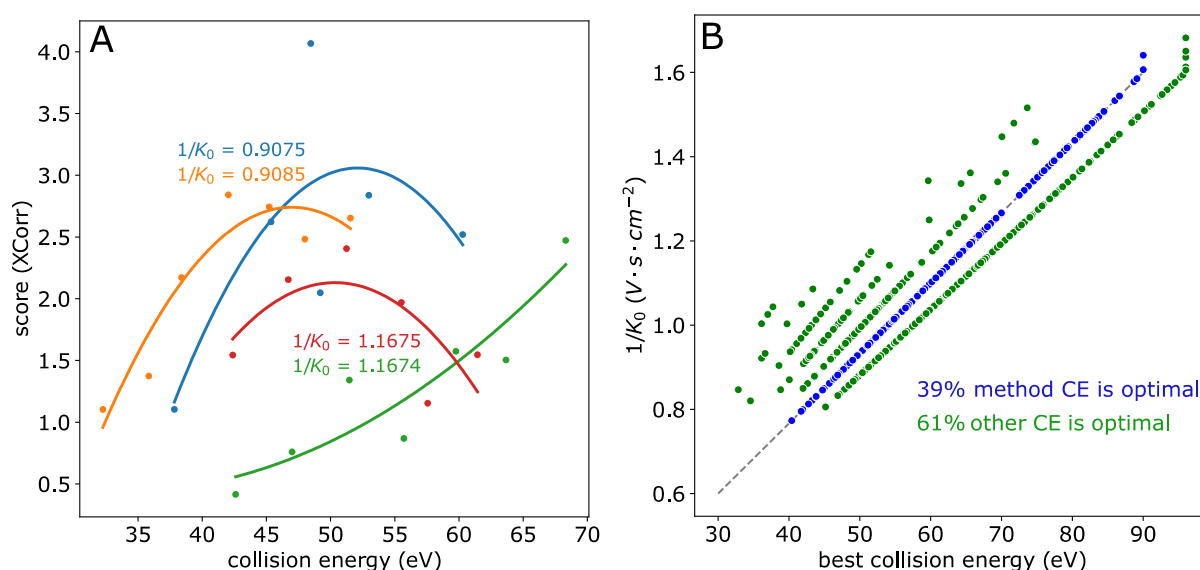 A
score (XCorr)
4.0
3.5
3.0
2.5
2.0
1.5
1.0
0.5
1/K₀ = 0.9075
1/K₀ = 0.9085
1/K₀ = 1.1675
1/K₀ = 1.1674
35 40 45 50 55 60 65 70
collision energy (eV)
B
1/K₀ (V · s · cm⁻²)
1.6
1.4
1.2
1.0
0.8
0.6
39% method CE is optimal
61% other CE is optimal
30 40 50 60 70 80 90
best collision energy (eV)